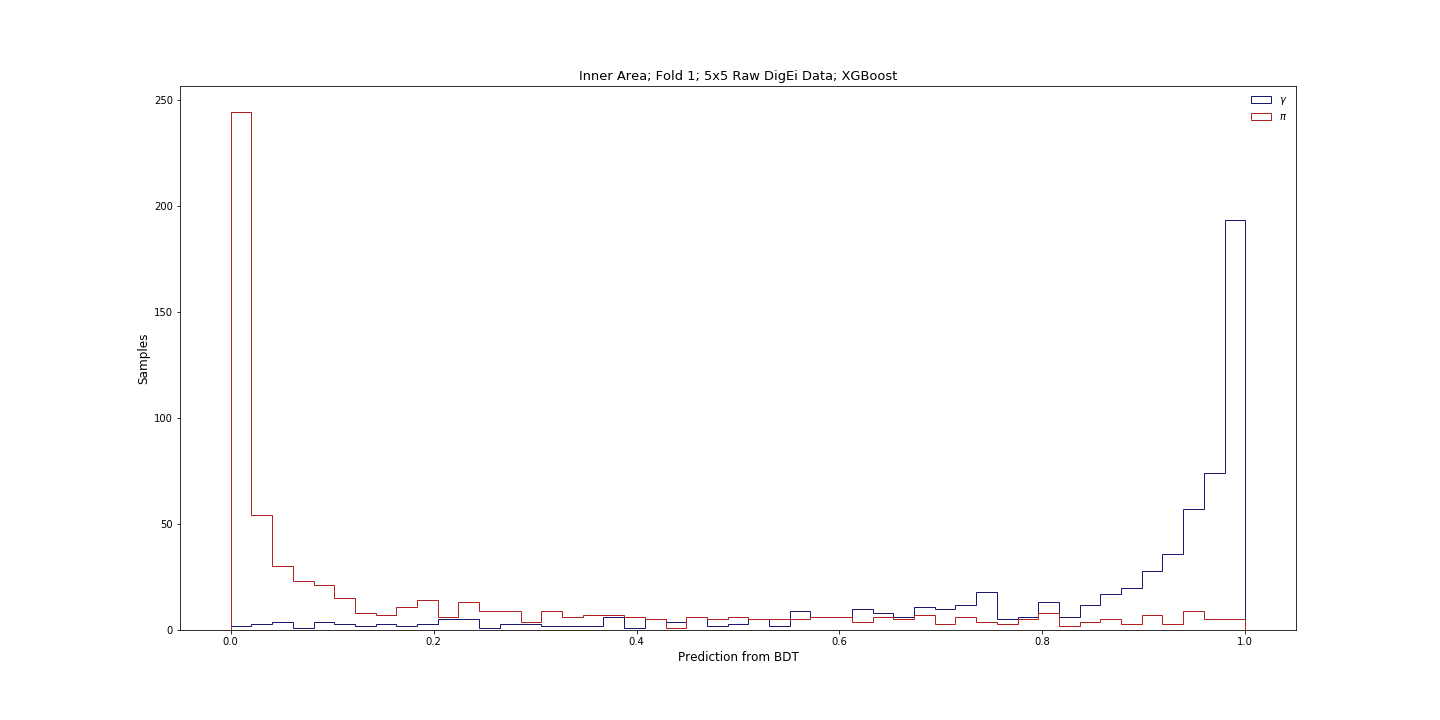 Inner Area; Fold 1; 5x5 Raw DigEi Data; XGBoost
γ
π
250
200
150
100
50
0
Samples
0.0 0.2 0.4 0.6 0.8 1.0
Prediction from BDT